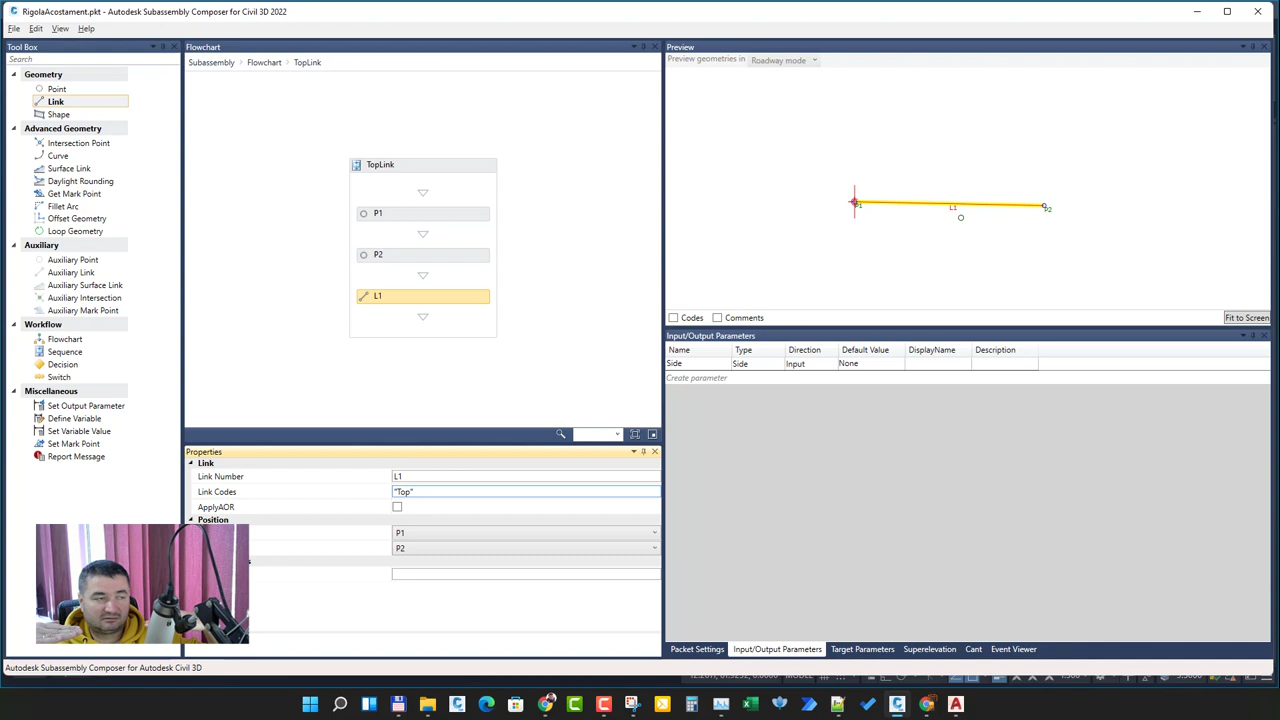 RigolaAcostament.pkt - Autodesk Subassembly Composer for Civil 3D 2022
File Edit View Help
Tool Box
Search
Geometry
Point
Link
Shape
Advanced Geometry
Intersection Point
Curve
Surface Link
Daylight Rounding
Get Mark Point
Fillet Arc
Offset Geometry
Loop Geometry
Auxiliary
Auxiliary Point
Auxiliary Link
Auxiliary Surface Link
Auxiliary Intersection
Auxiliary Mark Point
Workflow
Flowchart
Sequence
Decision
Switch
Miscellaneous
Set Output Parameter
Define Variable
Set Variable Value
Set Mark Point
Report Message
Flowchart
Subassembly Flowchart TopLink
TopLink
P1
P2
L1
Properties
Link
Link Number L1
Link Codes "Top"
ApplyAOR
Position
P1
P2
Preview
Preview geometries in Roadway mode
P1 L1 P2
Codes Comments Fit to Screen
Input/Output Parameters
Name Type Direction Default Value DisplayName Description
Side Side Input None
Create parameter
Packet Settings Input/Output Parameters Target Parameters Superelevation Cant Event Viewer
Autodesk Subassembly Composer for Autodesk Civil 3D